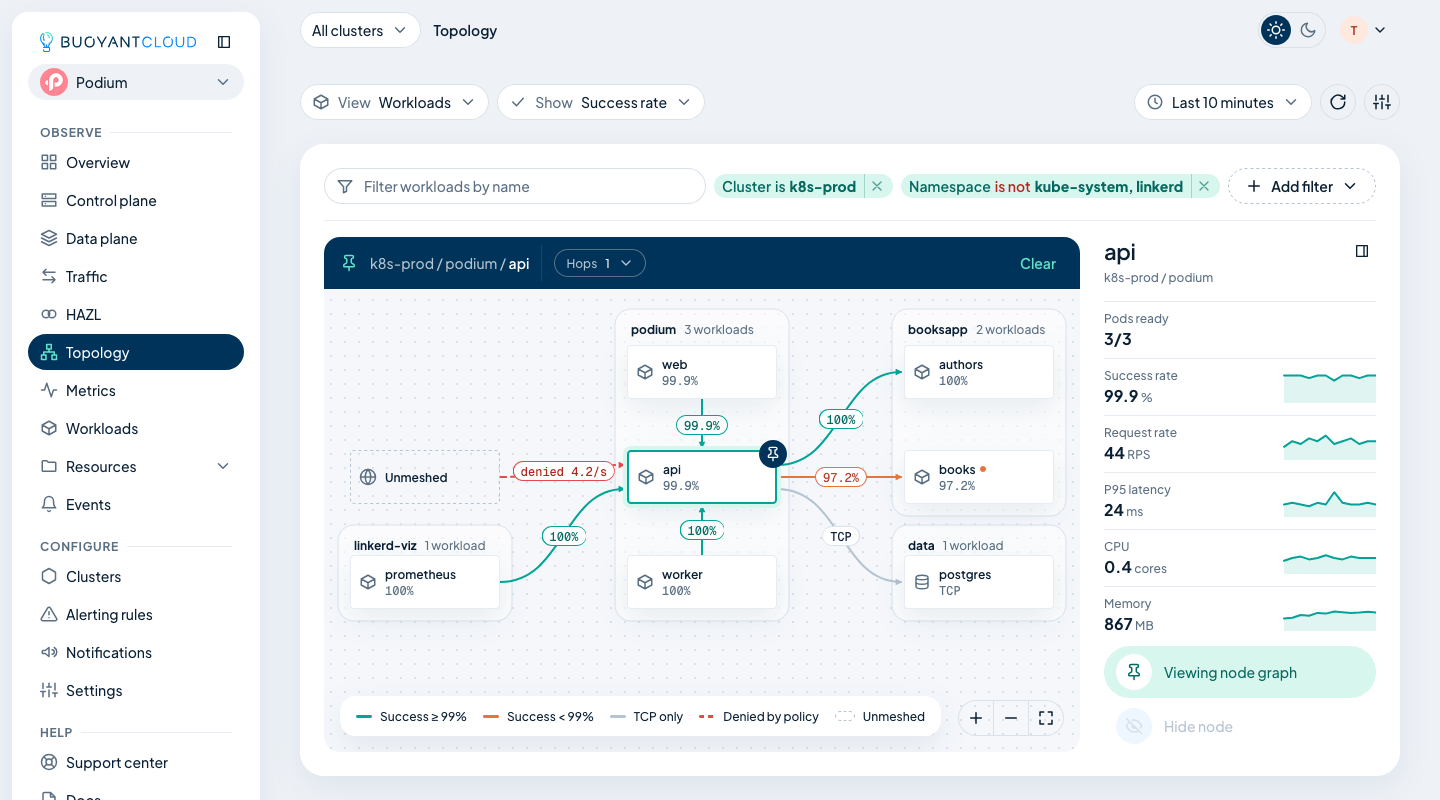 BUOYANTCLOUD
Podium
OBSERVE
Overview
Control plane
Data plane
Traffic
HAZL
Topology
Metrics
Workloads
Resources
Events
CONFIGURE
Clusters
Alerting rules
Notifications
Settings
HELP
Support center
Docs
All clusters
Topology
T
View Workloads
Show Success rate
Last 10 minutes
Filter workloads by name
Cluster is k8s-prod
Namespace is not kube-system, linkerd
Add filter
k8s-prod / podium / api
Hops 1
Clear
podium 3 workloads
web
99.9%
99.9%
api
99.9%
100%
worker
100%
Unmeshed
denied 4.2/s
linkerd-viz 1 workload
prometheus
100%
100%
booksapp 2 workloads
authors
100%
100%
books
97.2%
97.2%
TCP
data 1 workload
postgres
TCP
Success ≥ 99%
Success < 99%
TCP only
Denied by policy
Unmeshed
api
k8s-prod / podium
Pods ready
3/3
Success rate
99.9 %
Request rate
44 RPS
P95 latency
24 ms
CPU
0.4 cores
Memory
867 MB
Viewing node graph
Hide node